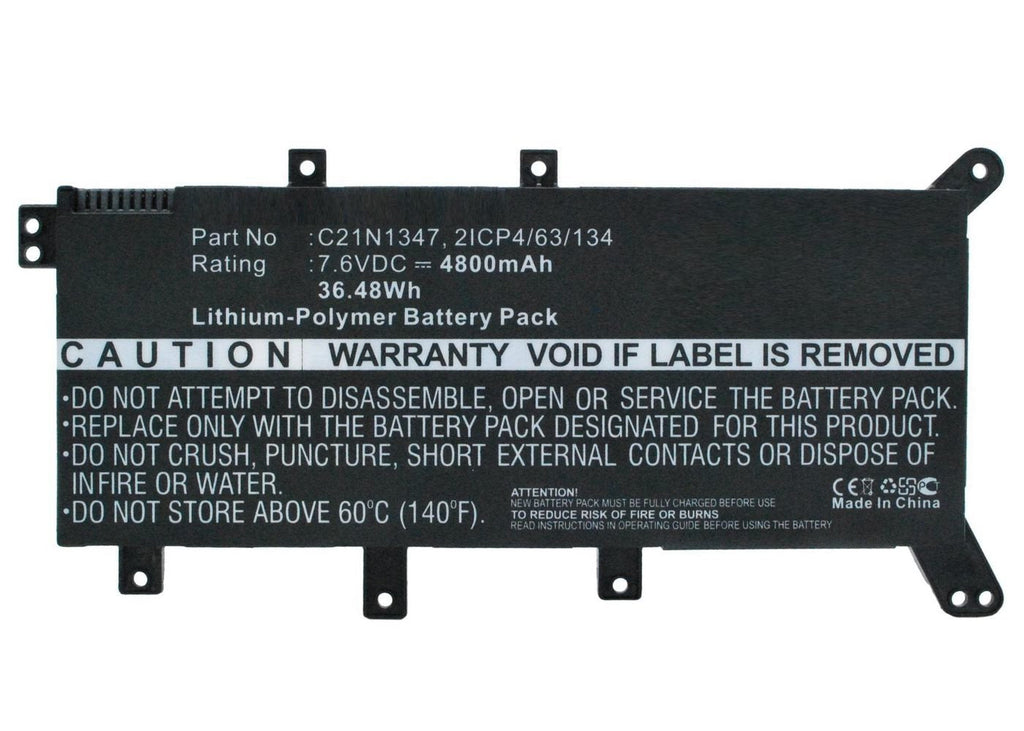 Part No :C21N1347, 2ICP4/63/134
Rating :7.6VDC ⎓ 4800mAh
36.48Wh
Lithium-Polymer Battery Pack
CAUTION WARRANTY VOID IF LABEL IS REMOVED
•DO NOT ATTEMPT TO DISASSEMBLE, OPEN OR SERVICE THE BATTERY PACK.
•REPLACE ONLY WITH THE BATTERY PACK DESIGNATED FOR THIS PRODUCT.
•DO NOT CRUSH, PUNCTURE, SHORT EXTERNAL CONTACTS OR DISPOSE OF
INFIRE OR WATER.
•DO NOT STORE ABOVE 60°C (140°F).
ATTENTION!
NEW BATTERY PACK MUST BE FULLY CHARGED BEFORE USE
TO REDUCE RISK OF FIRE OR BURNS
READ INSTRUCTIONS IN OPERATING GUIDE BEFORE USING THE BATTERY
CE
Made In China